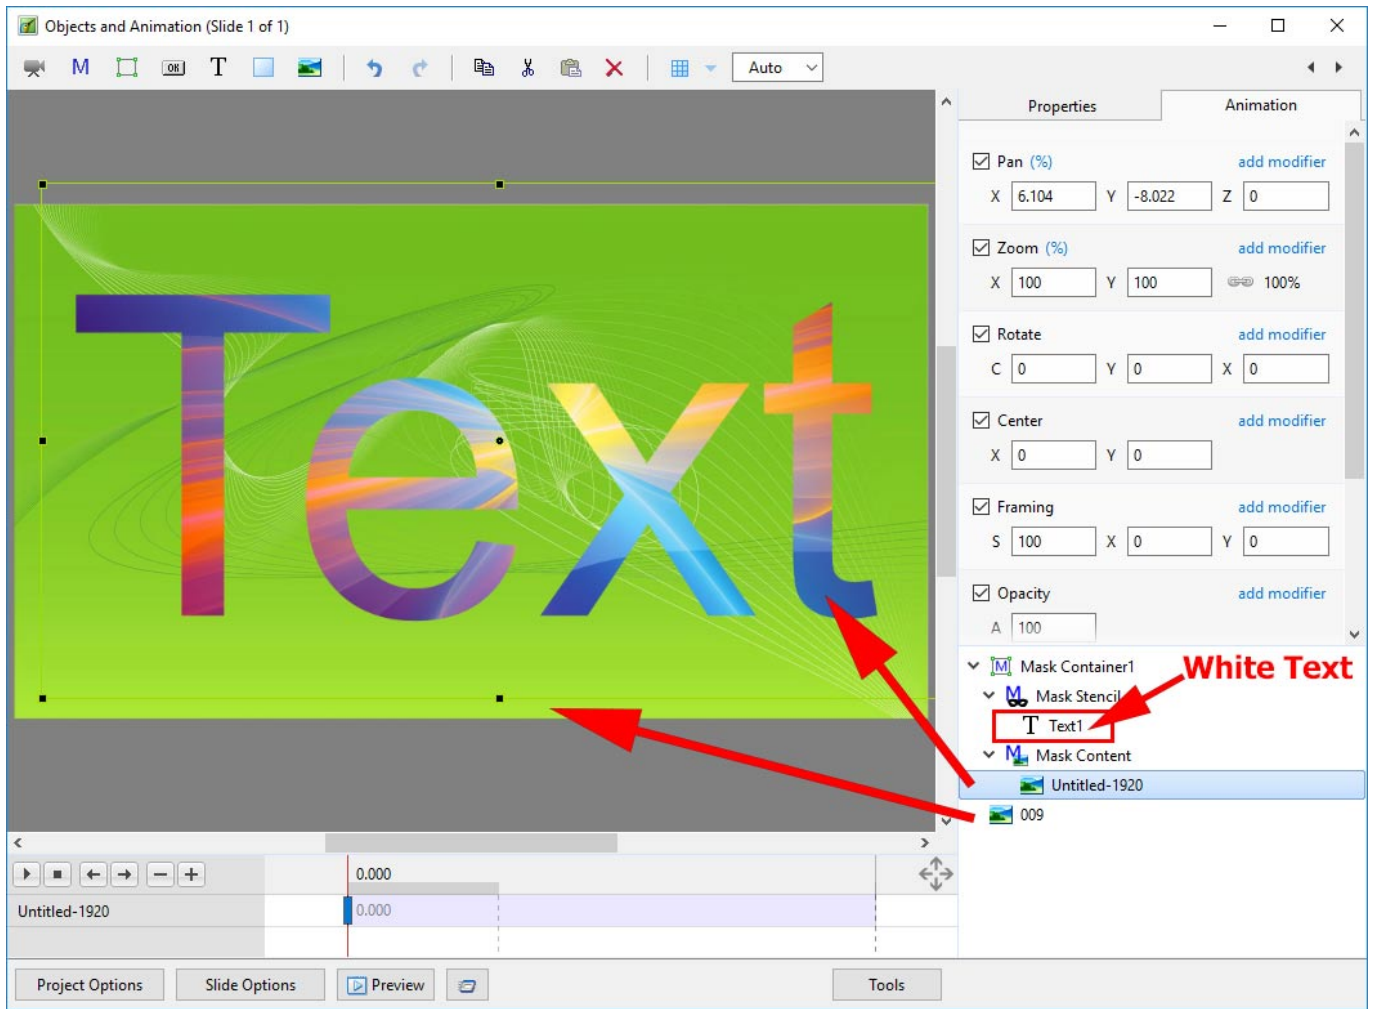 Objects and Animation (Slide 1 of 1)
M OK T Auto
Properties Animation
Pan (%) add modifier
X 6.104 Y -8.022 Z 0
Zoom (%) add modifier
X 100 Y 100 100%
Rotate add modifier
C 0 Y 0 X 0
Center add modifier
X 0 Y 0
Framing add modifier
S 100 X 0 Y 0
Opacity add modifier
A 100
Text
M Mask Container1
White Text
M Mask Stencil
T Text1
M Mask Content
Untitled-1920
009
0.000
Untitled-1920 0.000
Project Options Slide Options Preview Tools